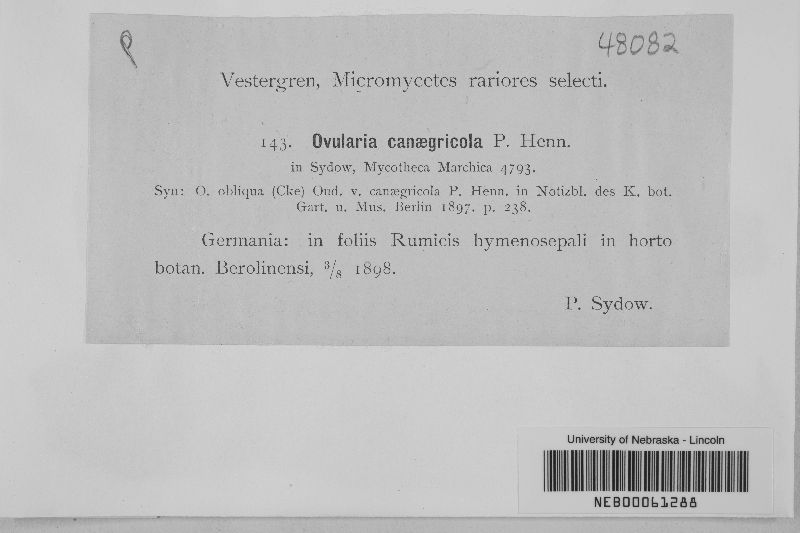 48082
Vestergren, Micromycetes rariores selecti.
143. Ovularia canægricola P. Henn.
in Sydow, Mycotheca Marchica 4793.
Syn: O. obliqua (Cke) Oud. v. canægricola P. Henn. in Notizbl. des K. bot.
Gart. u. Mus. Berlin 1897. p. 238.
Germania: in foliis Rumicis hymenosepali in horto
botan. Berolinensi, 3/8 1898.
P. Sydow.
University of Nebraska - Lincoln
NEB00061288